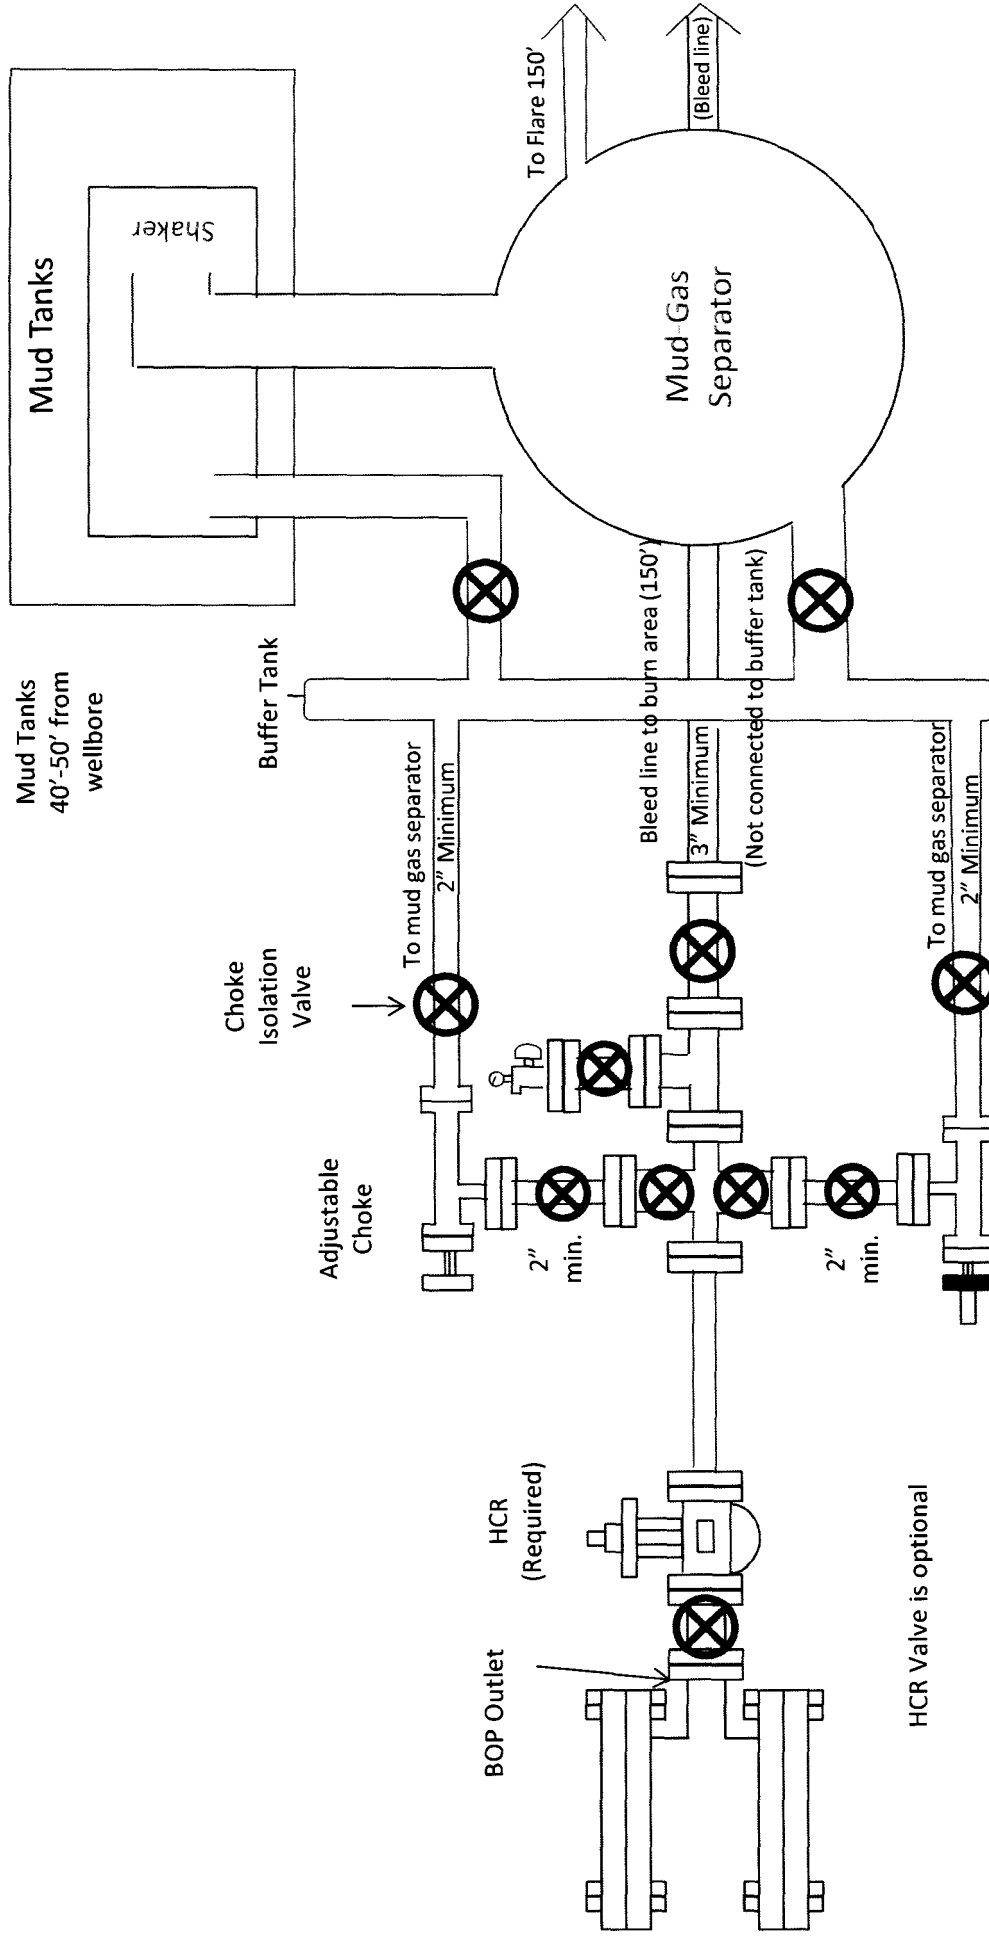 Mud Tanks
40'-50' from
wellbore
Mud Tanks
Shaker
Buffer Tank
To Flare 150'
(Bleed line)
Mud-Gas
Separator
Choke
Isolation
Valve
To mud gas separator
2" Minimum
Adjustable
Choke
Bleed line to burn area (150')
3" Minimum
(Not connected to buffer tank)
2"
min.
2"
min.
To mud gas separator
2" Minimum
HCR
(Required)
BOP Outlet
HCR Valve is optional